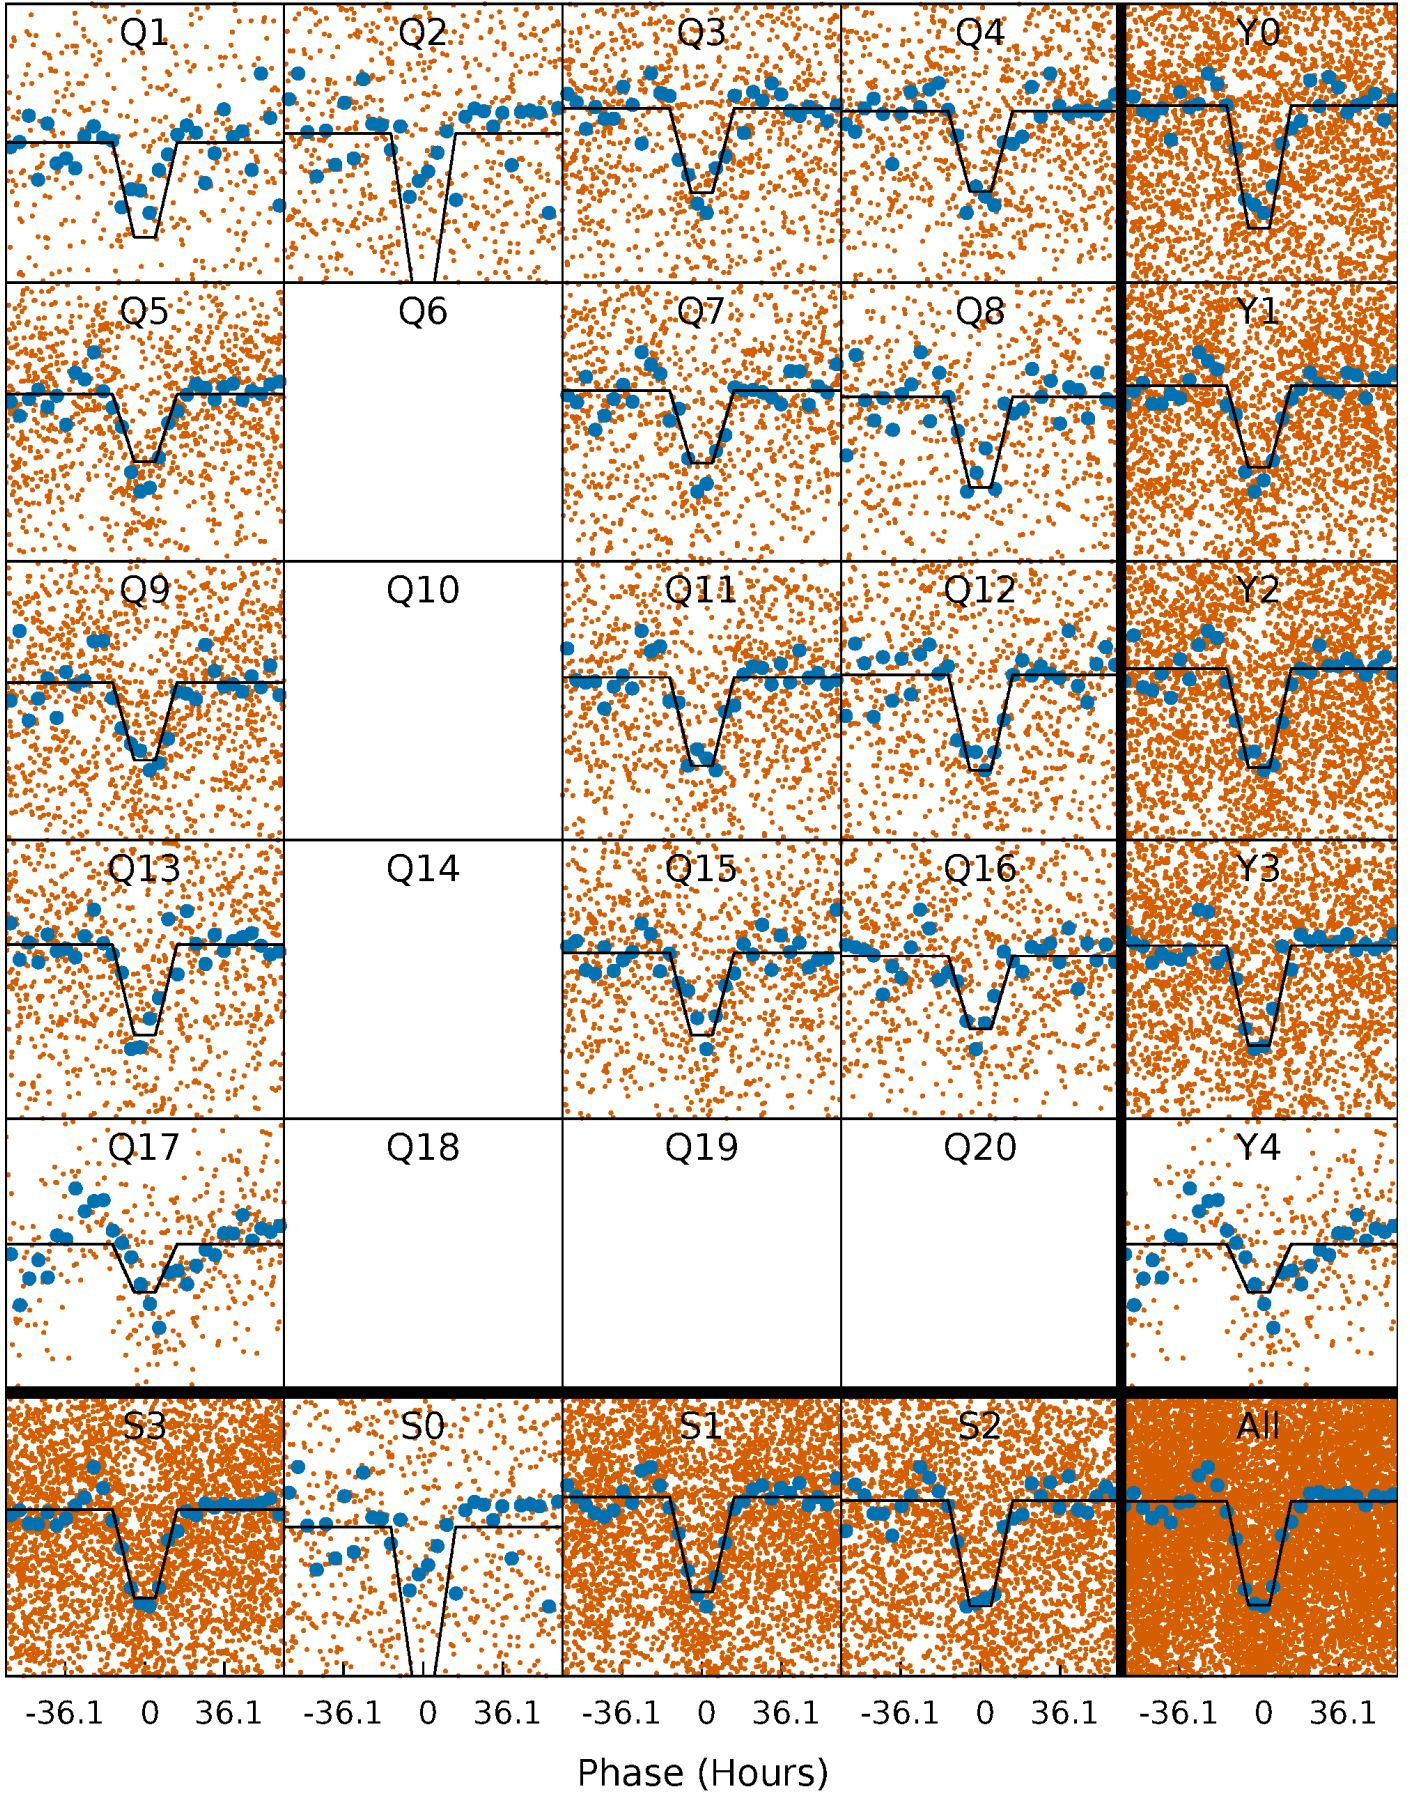 Q1 Q2 Q3 Q4 Y0
Q5 Q6 Q7 Q8 Y1
Q9 Q10 Q11 Q12 Y2
Q13 Q14 Q15 Q16 Y3
Q17 Q18 Q19 Q20 Y4
S3 S0 S1 S2 All
-36.1 0 36.1 -36.1 0 36.1 -36.1 0 36.1 -36.1 0 36.1 -36.1 0 36.1
Phase (Hours)